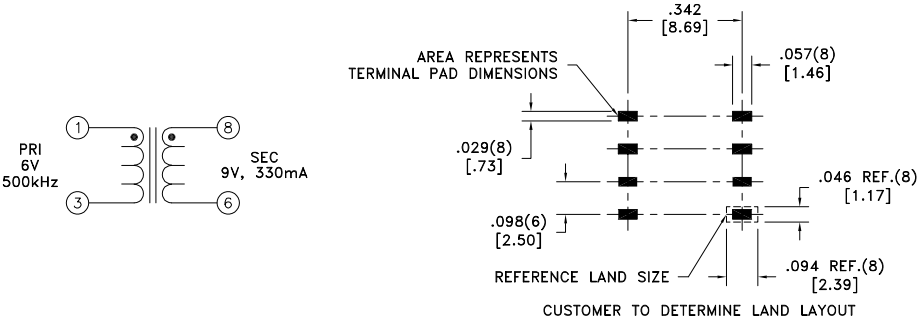 1
8
PRI
6V
500kHz
SEC
9V, 330mA
3
6
.342
[8.69]
AREA REPRESENTS
TERMINAL PAD DIMENSIONS
.057(8)
[1.46]
.029(8)
[.73]
.046 REF.(8)
[1.17]
.098(6)
[2.50]
REFERENCE LAND SIZE
.094 REF.(8)
[2.39]
CUSTOMER TO DETERMINE LAND LAYOUT